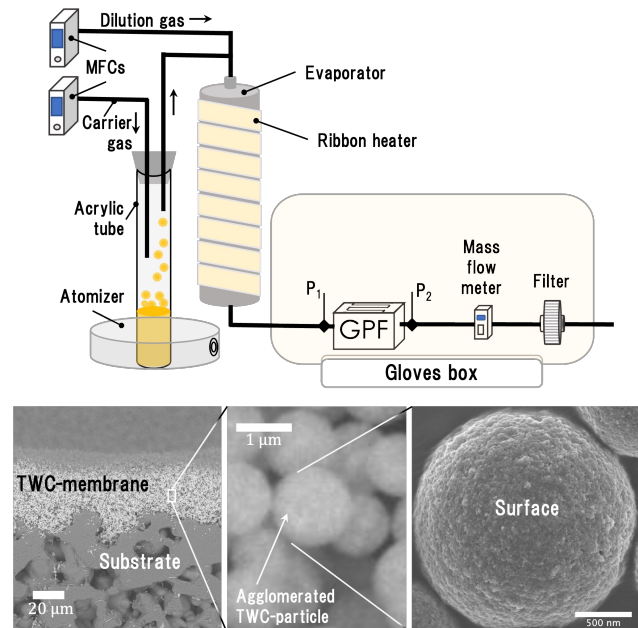 Dilution gas →
MFCs
Carrier
gas
Evaporator
Ribbon heater
Acrylic
tube
Atomizer
P₁
P₂
GPF
Mass
flow
meter
Filter
Gloves box
TWC-membrane
Substrate
20 μm
1 μm
Agglomerated
TWC-particle
Surface
500 nm